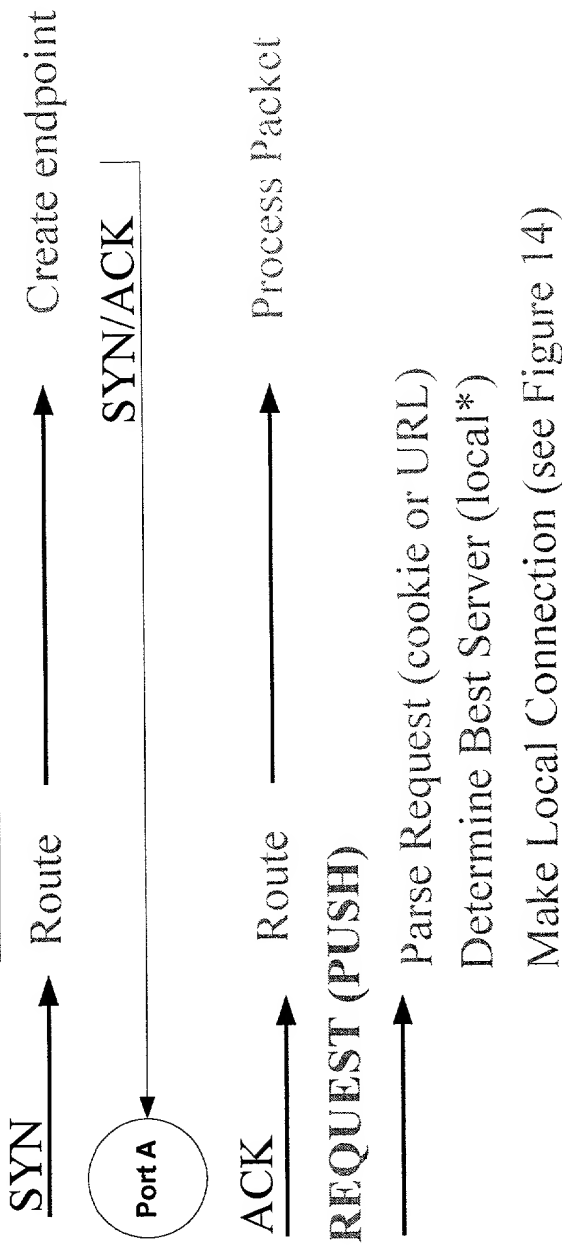 SYN Route Create endpoint
SYN/ACK
Port A
ACK Route Process Packet
REQUEST (PUSH)
Parse Request (cookie or URL)
Determine Best Server (local*)
Make Local Connection (see Figure 14)